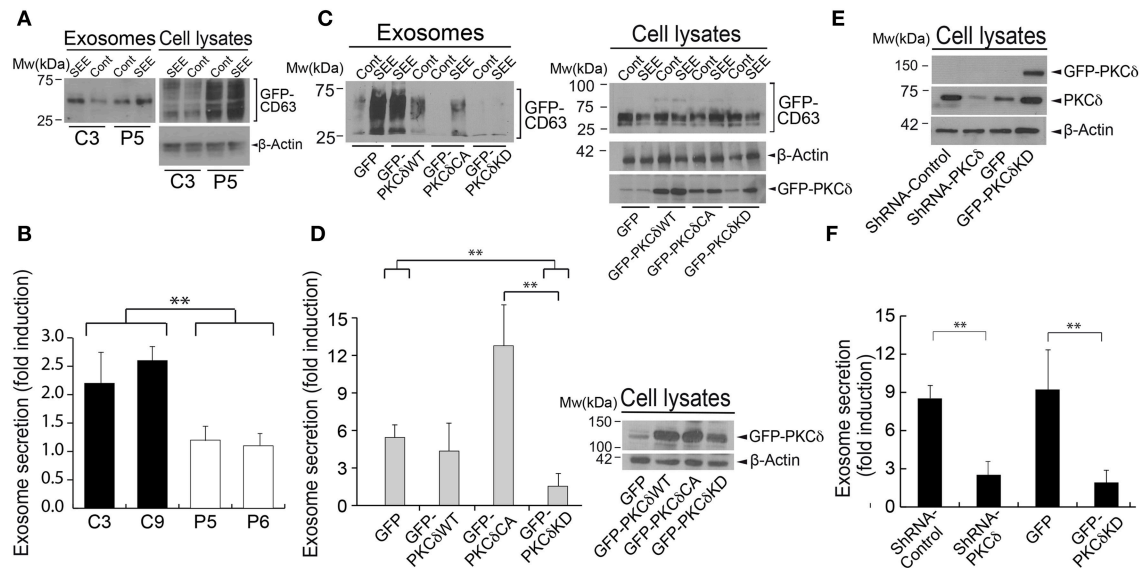 A
Exosomes Cell lysates
Mw(kDa) SEE Cont Cont SEE SEE Cont Cont SEE
75
25
GFP-
CD63
C3 P5
β-Actin
C3 P5
B
Exosome secretion (fold induction)
**
3.0
2.5
2.0
1.5
1.0
0.5
0
C3 C9 P5 P6
C
Exosomes
Mw(kDa) Cont SEE SEE Cont Cont SEE Cont SEE
75
25
GFP-
CD63
GFP
GFP-
PKCδWT
GFP-
PKCδCA
GFP-
PKCδKD
Cell lysates
Mw(kDa) Cont SEE Cont SEE Cont SEE Cont SEE
100
75
50
25
GFP-
CD63
42
β-Actin
GFP-PKCδ
GFP
GFP-PKCδWT
GFP-PKCδCA
GFP-PKCδKD
D
Exosome secretion (fold induction)
**
**
15
12
9
6
3
0
GFP
GFP-
PKCδWT
GFP-
PKCδCA
GFP-
PKCδKD
Cell lysates
Mw(kDa)
150
100
42
GFP-PKCδ
β-Actin
GFP
GFP-PKCδWT
GFP-PKCδCA
GFP-PKCδKD
E
Cell lysates
Mw(kDa)
150
GFP-PKCδ
75
PKCδ
42
β-Actin
ShRNA-Control
ShRNA-PKCδ
GFP
GFP-PKCδKD
F
Exosome secretion
(fold induction)
** **
15
12
9
6
3
0
ShRNA-
Control
ShRNA-
PKCδ
GFP
GFP-
PKCδKD